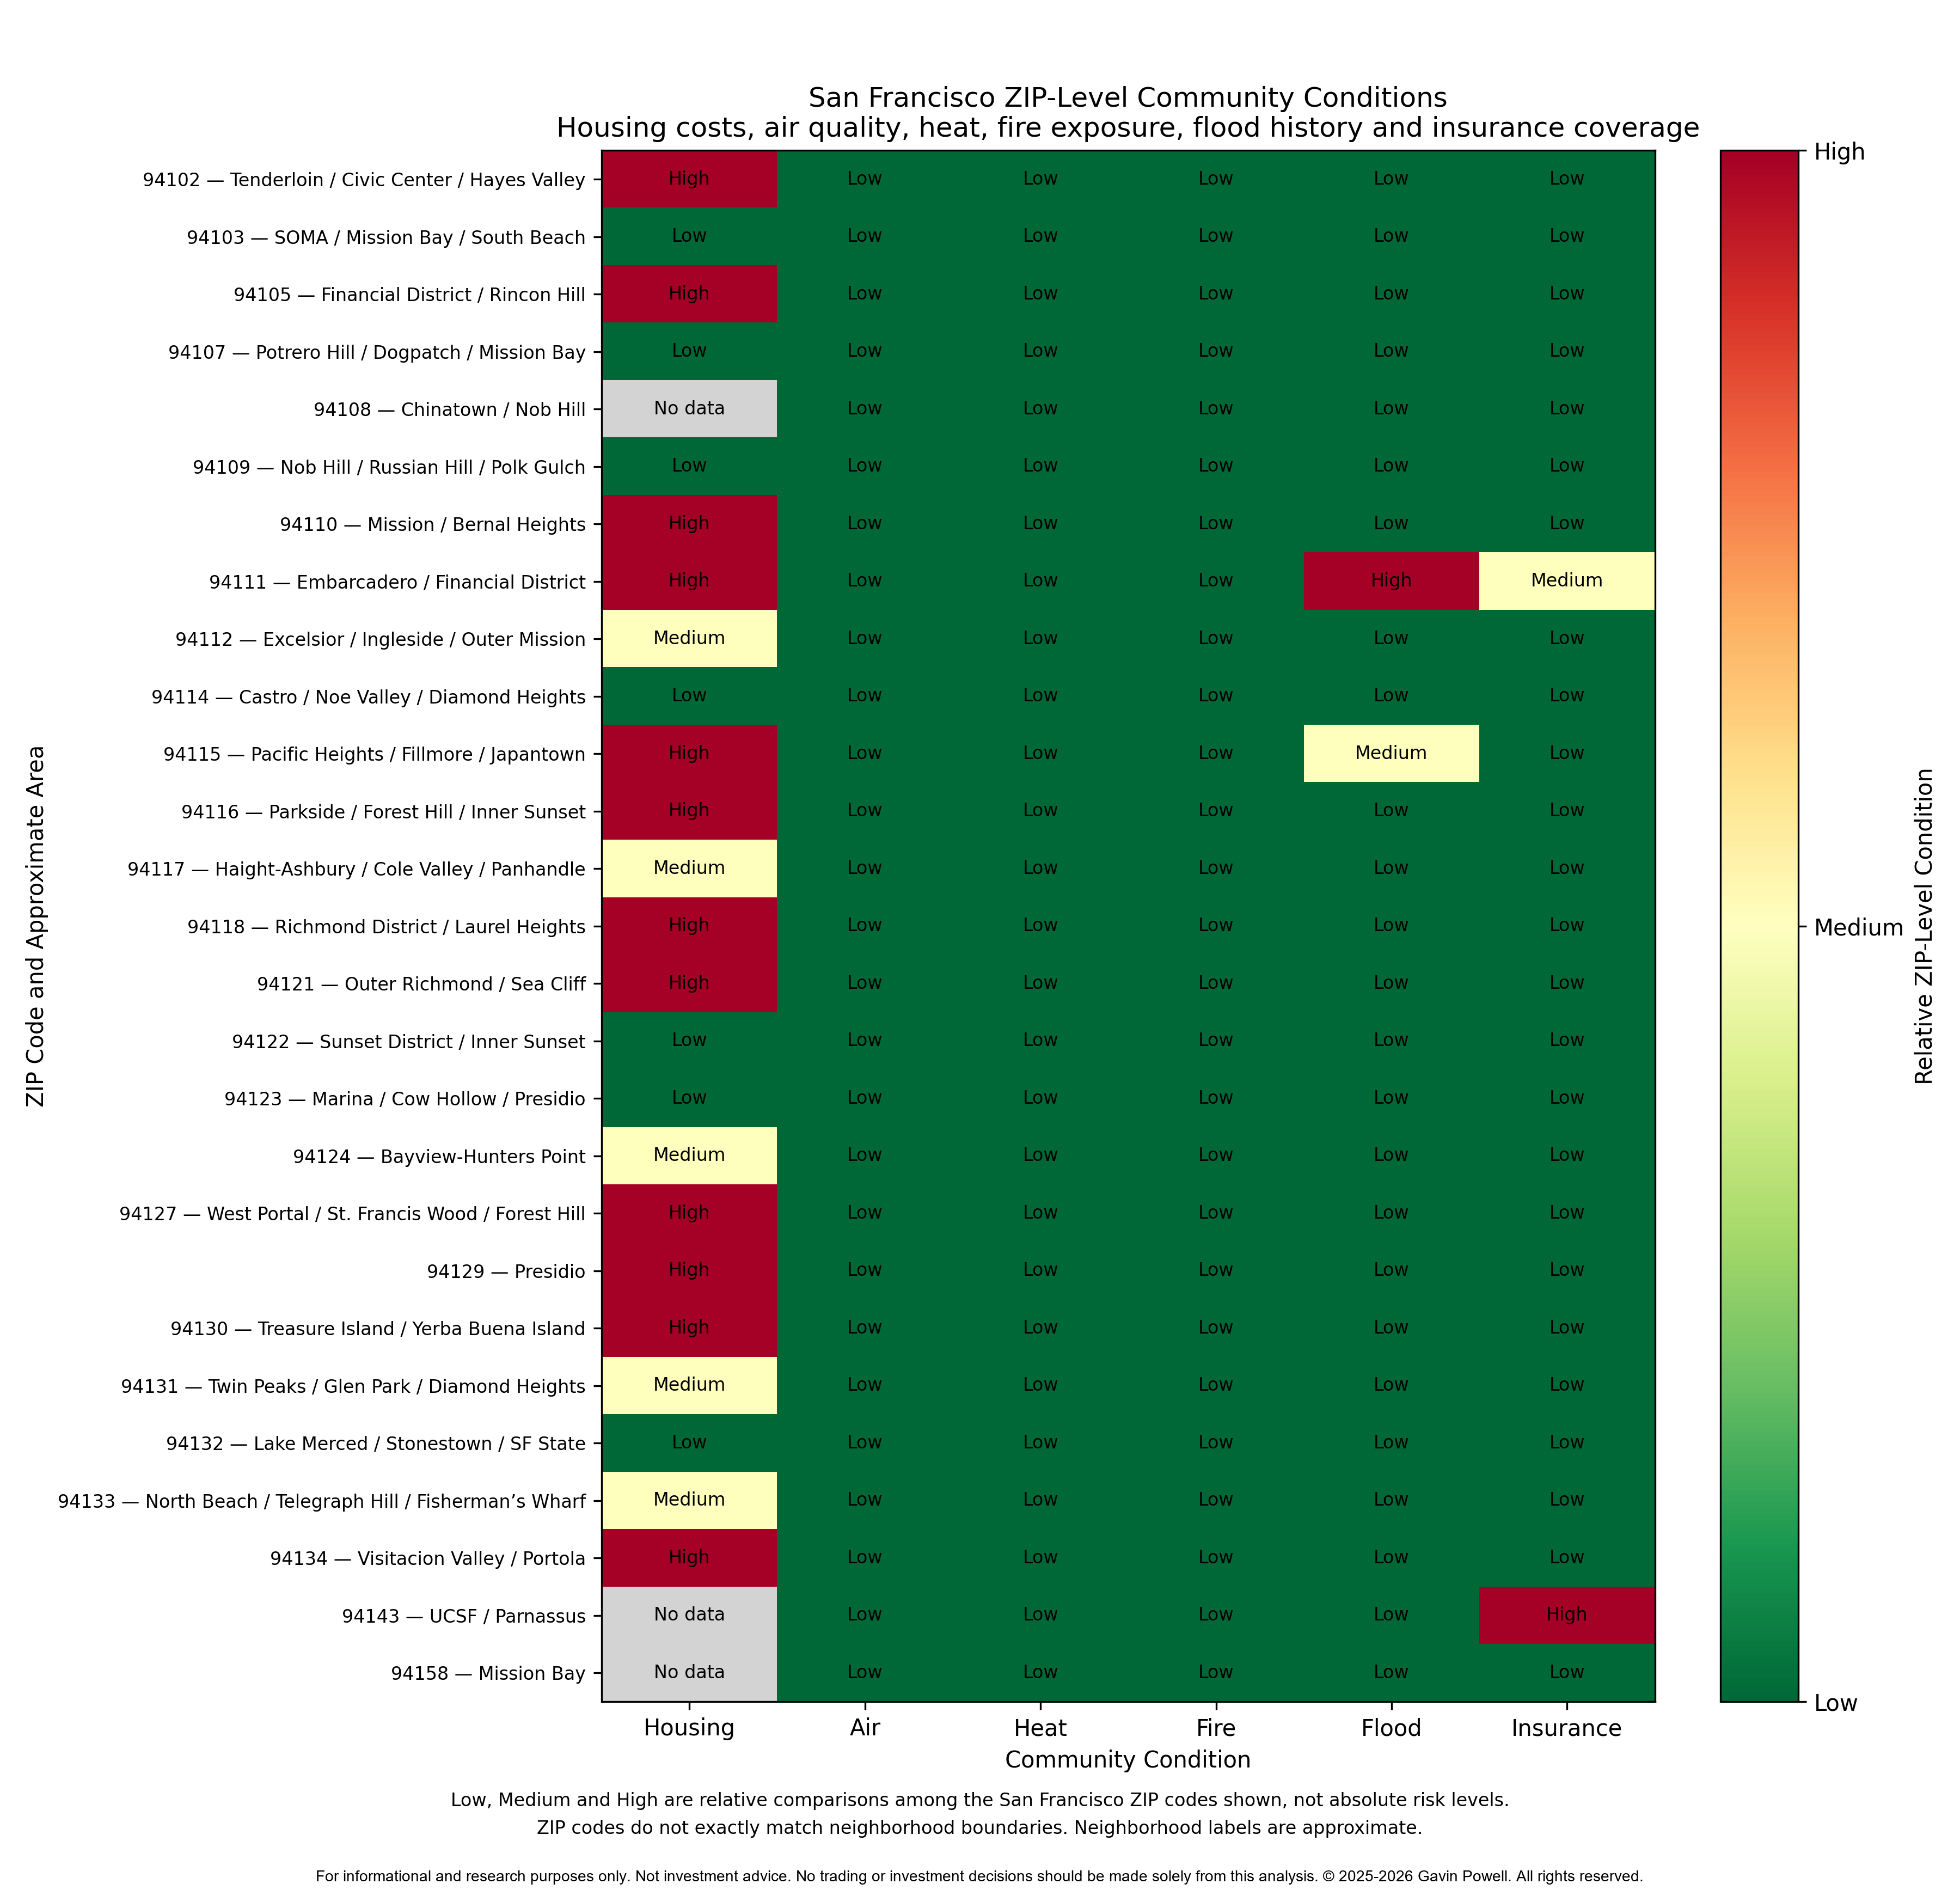 San Francisco ZIP-Level Community Conditions
Housing costs, air quality, heat, fire exposure, flood history and insurance coverage
High
94102 — Tenderloin / Civic Center / Hayes Valley High Low Low Low Low Low
94103 — SOMA / Mission Bay / South Beach Low Low Low Low Low Low
94105 — Financial District / Rincon Hill High Low Low Low Low Low
94107 — Potrero Hill / Dogpatch / Mission Bay Low Low Low Low Low Low
94108 — Chinatown / Nob Hill No data Low Low Low Low Low
94109 — Nob Hill / Russian Hill / Polk Gulch Low Low Low Low Low Low
94110 — Mission / Bernal Heights High Low Low Low Low Low
94111 — Embarcadero / Financial District High Low Low Low High Medium
94112 — Excelsior / Ingleside / Outer Mission Medium Low Low Low Low Low
94114 — Castro / Noe Valley / Diamond Heights Low Low Low Low Low Low
94115 — Pacific Heights / Fillmore / Japantown High Low Low Low Medium Low
94116 — Parkside / Forest Hill / Inner Sunset High Low Low Low Low Low
94117 — Haight-Ashbury / Cole Valley / Panhandle Medium Low Low Low Low Low
94118 — Richmond District / Laurel Heights High Low Low Low Low Low
Medium
94121 — Outer Richmond / Sea Cliff High Low Low Low Low Low
94122 — Sunset District / Inner Sunset Low Low Low Low Low Low
94123 — Marina / Cow Hollow / Presidio Low Low Low Low Low Low
94124 — Bayview-Hunters Point Medium Low Low Low Low Low
94127 — West Portal / St. Francis Wood / Forest Hill High Low Low Low Low Low
94129 — Presidio High Low Low Low Low Low
94130 — Treasure Island / Yerba Buena Island High Low Low Low Low Low
94131 — Twin Peaks / Glen Park / Diamond Heights Medium Low Low Low Low Low
94132 — Lake Merced / Stonestown / SF State Low Low Low Low Low Low
94133 — North Beach / Telegraph Hill / Fisherman’s Wharf Medium Low Low Low Low Low
94134 — Visitacion Valley / Portola High Low Low Low Low Low
94143 — UCSF / Parnassus No data Low Low Low Low High
94158 — Mission Bay No data Low Low Low Low Low
Low
ZIP Code and Approximate Area
Relative ZIP-Level Condition
Housing Air Heat Fire Flood Insurance
Community Condition
Low, Medium and High are relative comparisons among the San Francisco ZIP codes shown, not absolute risk levels.
ZIP codes do not exactly match neighborhood boundaries. Neighborhood labels are approximate.
For informational and research purposes only. Not investment advice. No trading or investment decisions should be made solely from this analysis. © 2025-2026 Gavin Powell. All rights reserved.